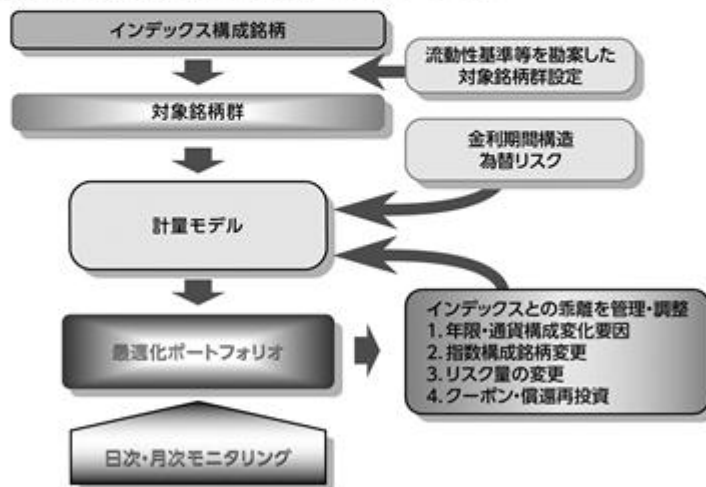 インデックス構成銘柄
流動性基準等を勘案した
対象銘柄群設定
対象銘柄群
金利期間構造
為替リスク
計量モデル
インデックスとの乖離を管理・調整
1. 年限・通貨構成変化要因
2. 指数構成銘柄変更
3. リスク量の変更
4. クーポン・償還再投資
最適化ポートフォリオ
日次・月次モニタリング